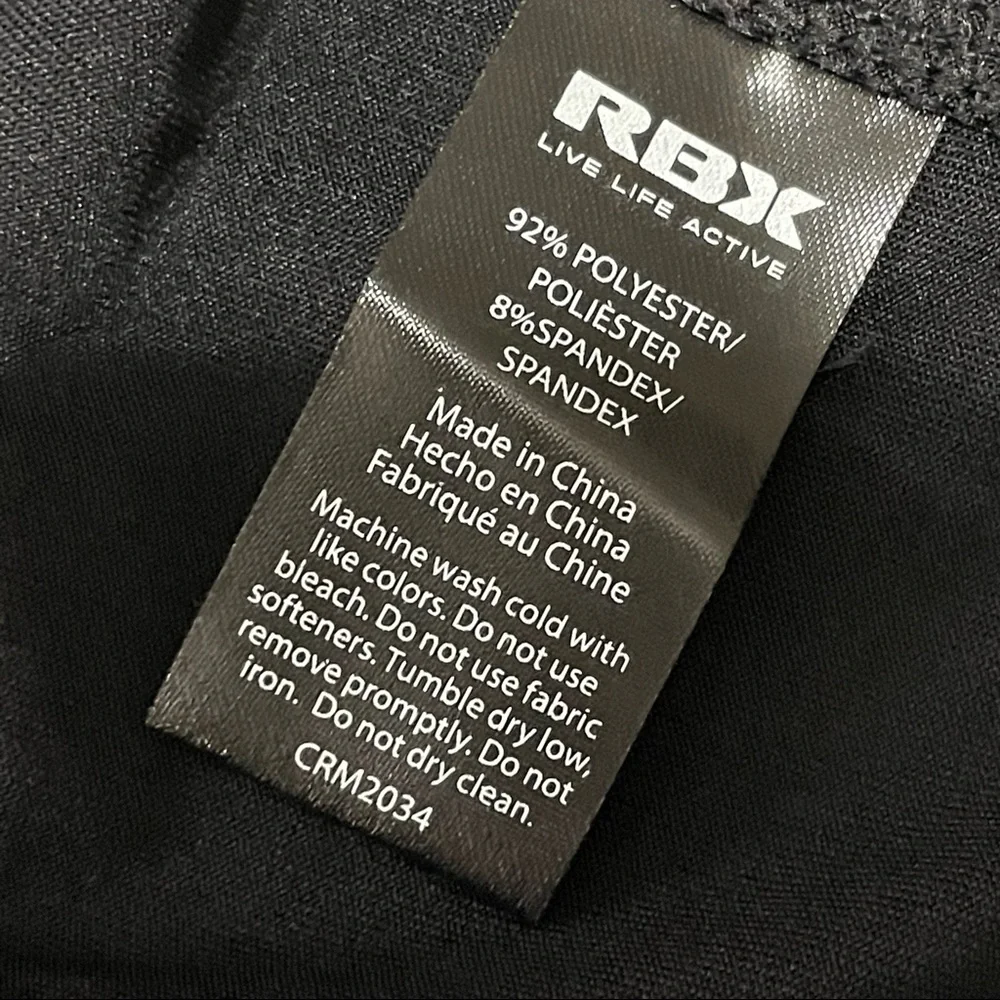 RBX
LIVE LIFE ACTIVE
92% POLYESTER/
POLIÈSTER
8%SPANDEX/
SPANDEX
Made in China
Hecho en China
Fabriqué au Chine
Machine wash cold with
like colors. Do not use
bleach. Do not use fabric
softeners. Tumble dry low,
remove promptly. Do not
iron. Do not dry clean.
CRM2034